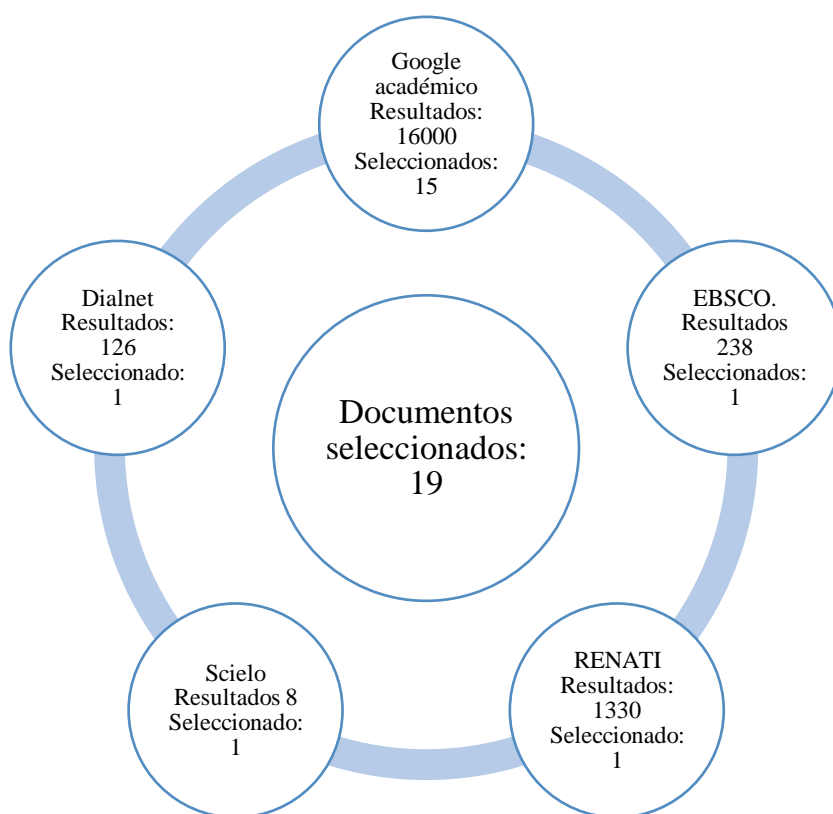 Google
académico
Resultados:
16000
Seleccionados:
15
EBSCO.
Resultados
238
Seleccionados:
1
RENATI
Resultados:
1330
Seleccionado:
1
Scielo
Resultados 8
Seleccionado:
1
Dialnet
Resultados:
126
Seleccionado:
1
Documentos
seleccionados:
19